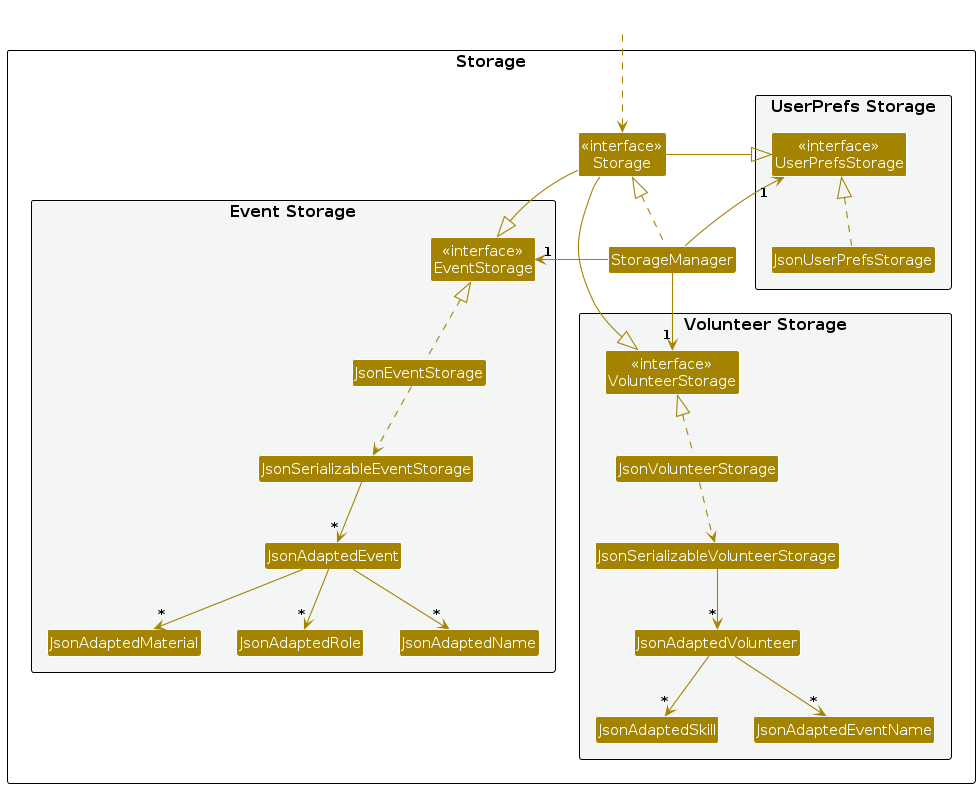 Storage
UserPrefs Storage
«interface»
Storage
«interface»
UserPrefsStorage
1
Event Storage
«interface»
EventStorage
1
StorageManager
JsonUserPrefsStorage
Volunteer Storage
1
«interface»
VolunteerStorage
JsonEventStorage
JsonSerializableEventStorage
JsonVolunteerStorage
*
JsonAdaptedEvent
JsonSerializableVolunteerStorage
*
*
*
*
JsonAdaptedMaterial
JsonAdaptedRole
JsonAdaptedName
JsonAdaptedVolunteer
*
*
JsonAdaptedSkill
JsonAdaptedEventName